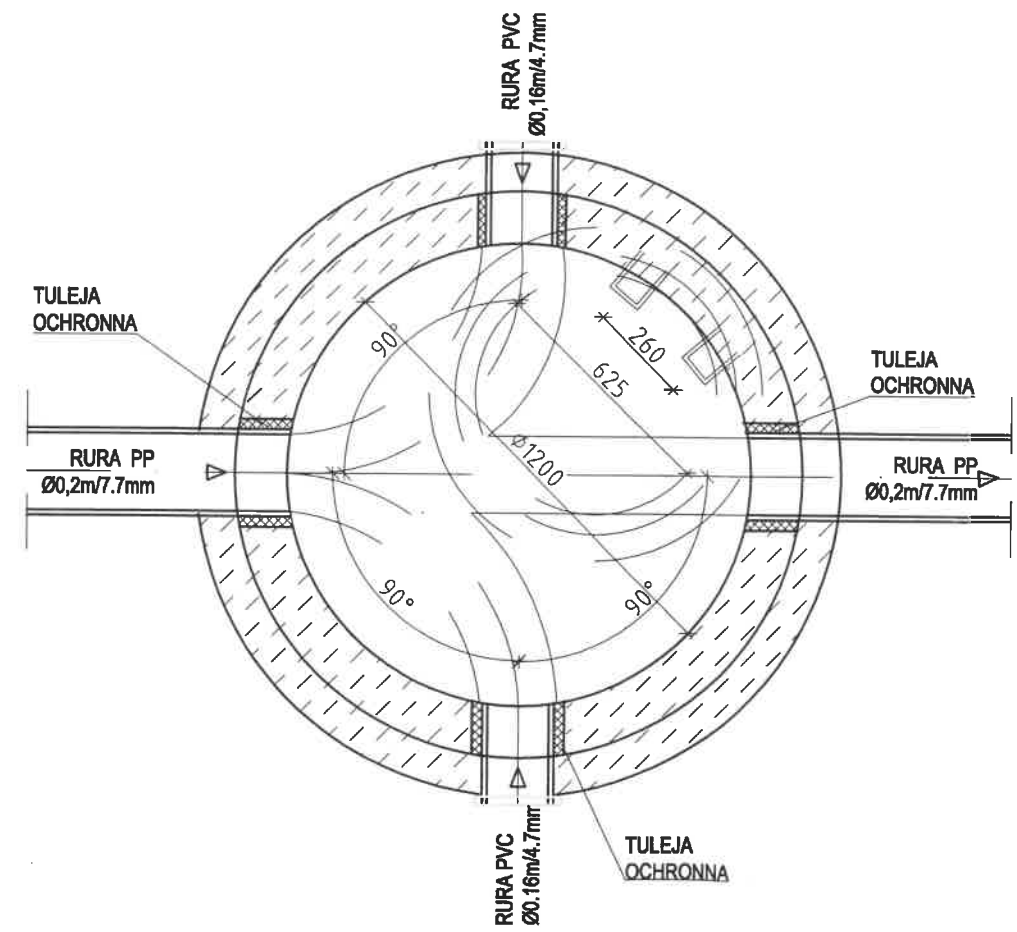 RURA PVC
Ø0,16m/4.7mm
TULEJA
OCHRONNA
90°
260
625
TULEJA
OCHRONNA
Ø1200
RURA PP
Ø0,2m/7.7mm
RURA PP
Ø0,2m/7.7mm
90°
90°
RURA PVC
Ø0.16m/4.7mm
TULEJA
OCHRONNA